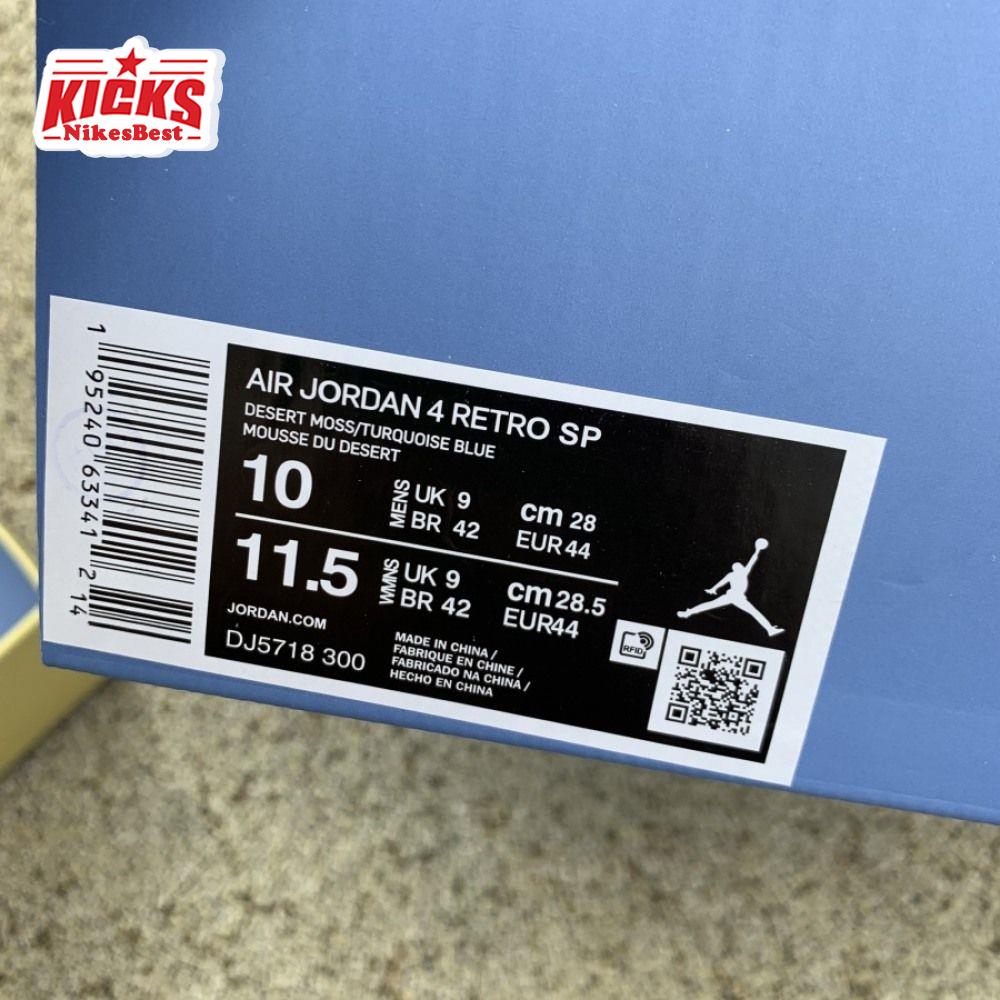 KICKS
NikesBest
1 95240 63341 2 14
AIR JORDAN 4 RETRO SP
DESERT MOSS/TURQUOISE BLUE
MOUSSE DU DESERT
10
MENS
UK 9
BR 42
cm 28
EUR 44
11.5
WMNS
UK 9
BR 42
cm 28.5
EUR44
JORDAN.COM
DJ5718 300
MADE IN CHINA /
FABRIQUE EN CHINE /
FABRICADO NA CHINA /
HECHO EN CHINA
RFID